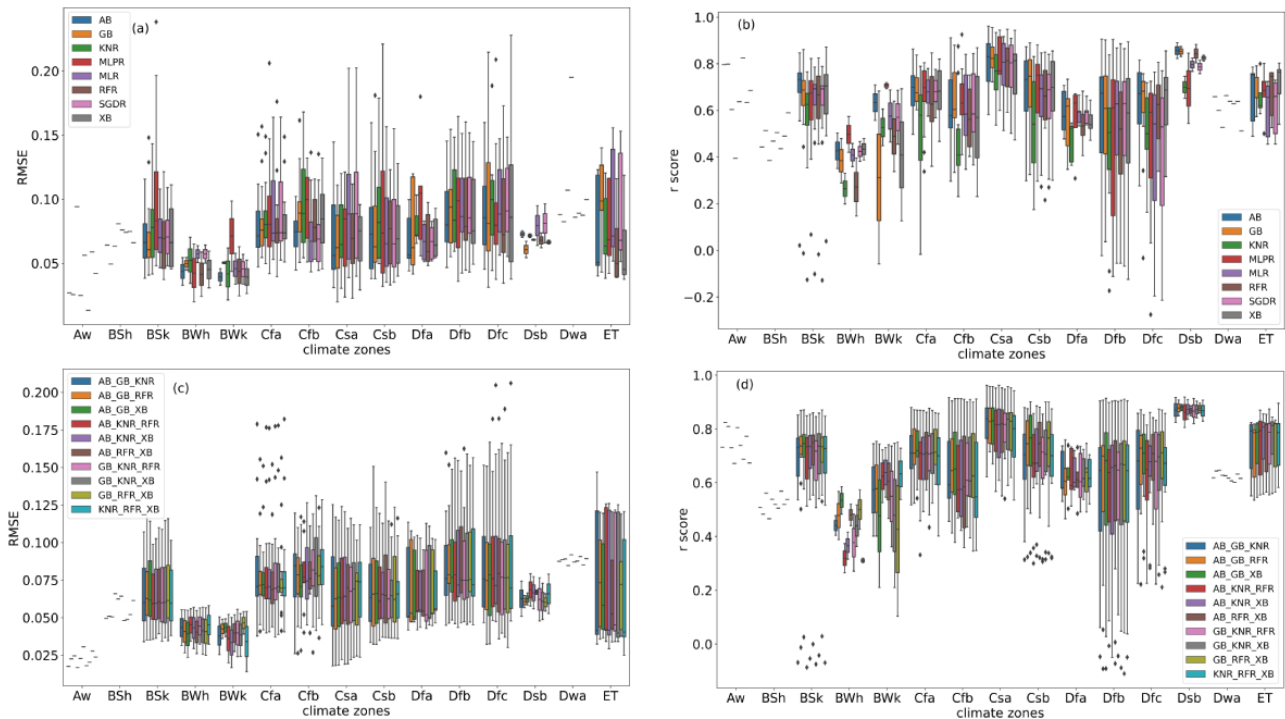 (a)
AB
GB
KNR
MLPR
MLR
RFR
SGDR
XB
RMSE
0.20
0.15
0.10
0.05
Aw BSh BSk BWh BWk Cfa Cfb Csa Csb Dfa Dfb Dfc Dsb Dwa ET
climate zones
(b)
r score
1.0
0.8
0.6
0.4
0.2
0.0
−0.2
AB
GB
KNR
MLPR
MLR
RFR
SGDR
XB
Aw BSh BSk BWh BWk Cfa Cfb Csa Csb Dfa Dfb Dfc Dsb Dwa ET
climate zones
(c)
AB_GB_KNR
AB_GB_RFR
AB_GB_XB
AB_KNR_RFR
AB_KNR_XB
AB_RFR_XB
GB_KNR_RFR
GB_KNR_XB
GB_RFR_XB
KNR_RFR_XB
RMSE
0.200
0.175
0.150
0.125
0.100
0.075
0.050
0.025
Aw BSh BSk BWh BWk Cfa Cfb Csa Csb Dfa Dfb Dfc Dsb Dwa ET
climate zones
(d)
r score
1.0
0.8
0.6
0.4
0.2
0.0
AB_GB_KNR
AB_GB_RFR
AB_GB_XB
AB_KNR_RFR
AB_KNR_XB
AB_RFR_XB
GB_KNR_RFR
GB_KNR_XB
GB_RFR_XB
KNR_RFR_XB
Aw BSh BSk BWh BWk Cfa Cfb Csa Csb Dfa Dfb Dfc Dsb Dwa ET
climate zones